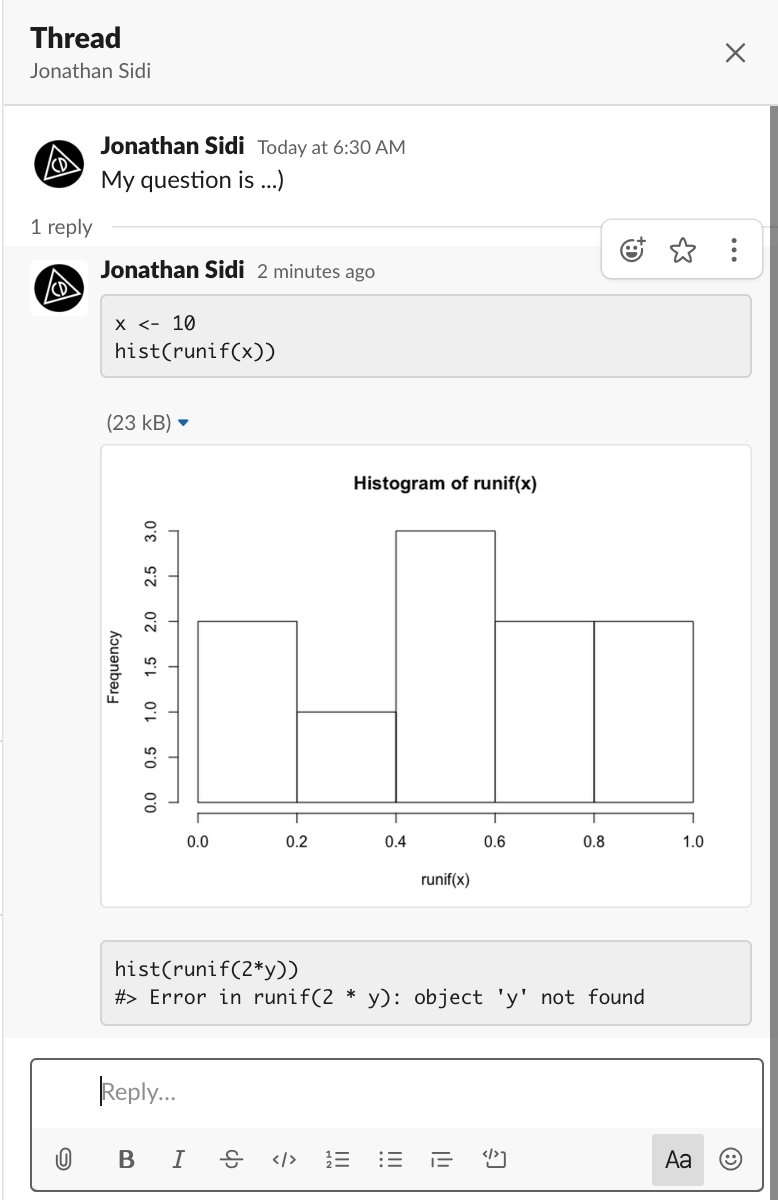 Thread
Jonathan Sidi
Jonathan Sidi Today at 6:30 AM
My question is ...)
1 reply
Jonathan Sidi 2 minutes ago
x <- 10
hist(runif(x))
(23 kB)
Histogram of runif(x)
Frequency
3.0
2.5
2.0
1.5
1.0
0.5
0.0
0.0 0.2 0.4 0.6 0.8 1.0
runif(x)
hist(runif(2*y))
#> Error in runif(2 * y): object 'y' not found
Reply...
B I S </> Aa